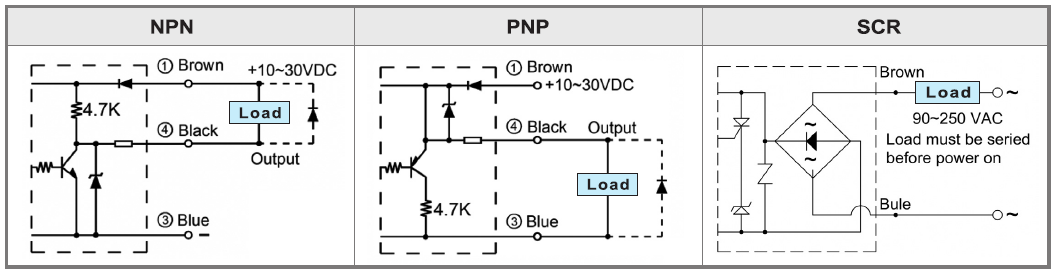 NPN
① Brown
+10~30VDC
4.7K
Load
④ Black
Output
③ Blue
PNP
① Brown
+10~30VDC
④ Black
Output
Load
4.7K
③ Blue
SCR
Brown
Load
~
90~250 VAC
Load must be seried
before power on
~
~
Bule
~